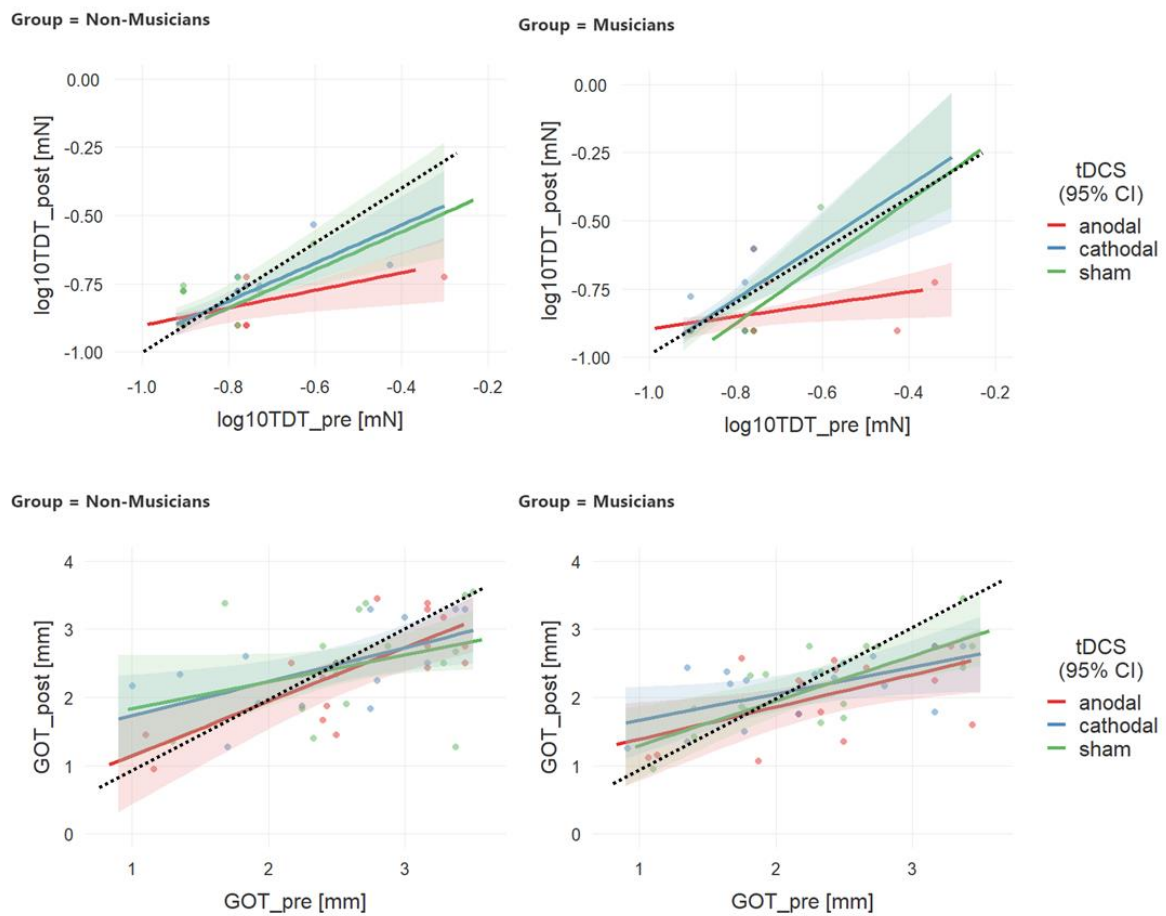 Group = Non-Musicians
Group = Musicians
0.00
-0.25
-0.50
-0.75
-1.00
log10TDT_post [mN]
-1.0 -0.8 -0.6 -0.4 -0.2
log10TDT_pre [mN]
0.00
-0.25
-0.50
-0.75
-1.00
log10TDT_post [mN]
-1.0 -0.8 -0.6 -0.4 -0.2
log10TDT_pre [mN]
tDCS
(95% CI)
anodal
cathodal
sham
Group = Non-Musicians
Group = Musicians
4
3
2
1
0
GOT_post [mm]
1 2 3
GOT_pre [mm]
4
3
2
1
0
GOT_post [mm]
1 2 3
GOT_pre [mm]
tDCS
(95% CI)
anodal
cathodal
sham